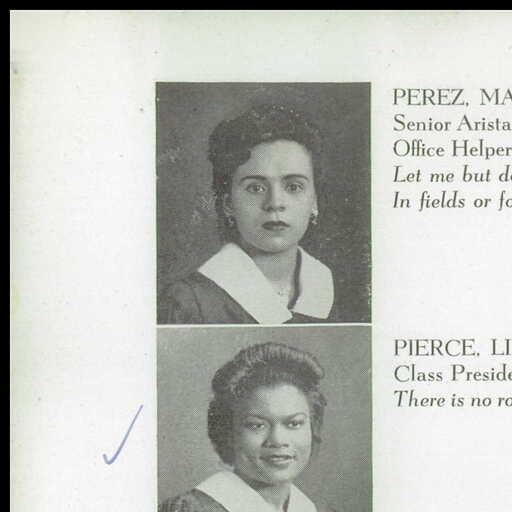 PEREZ, MA
Senior Arista
Office Helper
Let me but d
In fields or fo
PIERCE, LI
Class Preside
There is no ro